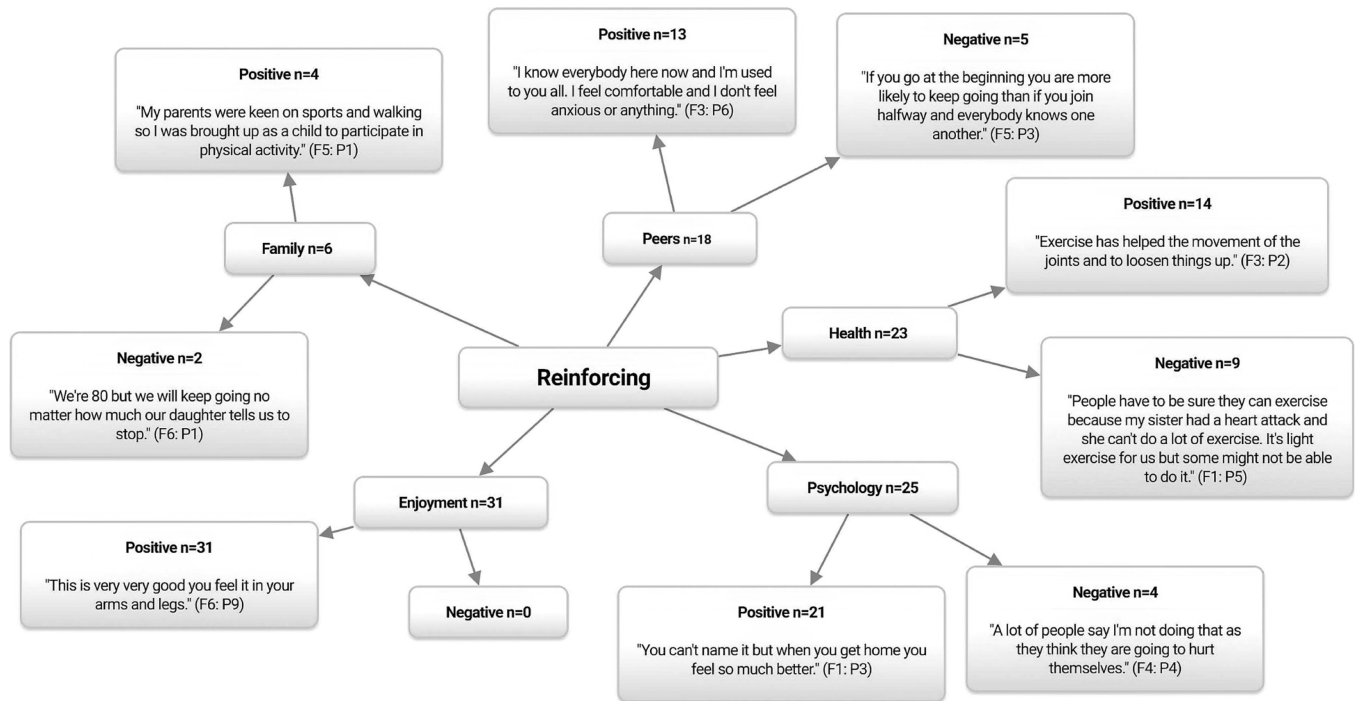 Positive n=13
"I know everybody here now and I'm used
to you all. I feel comfortable and I don't feel
anxious or anything." (F3: P6)
Negative n=5
"If you go at the beginning you are more
likely to keep going than if you join
halfway and everybody knows one
another." (F5: P3)
Positive n=4
"My parents were keen on sports and walking
so I was brought up as a child to participate in
physical activity." (F5: P1)
Family n=6
Peers n=18
Positive n=14
"Exercise has helped the movement of the
joints and to loosen things up." (F3: P2)
Health n=23
Negative n=2
"We're 80 but we will keep going no
matter how much our daughter tells us to
stop." (F6: P1)
Reinforcing
Negative n=9
"People have to be sure they can exercise
because my sister had a heart attack and
she can't do a lot of exercise. It's light
exercise for us but some might not be able
to do it." (F1: P5)
Enjoyment n=31
Psychology n=25
Positive n=31
"This is very very good you feel it in your
arms and legs." (F6: P9)
Negative n=0
Positive n=21
"You can't name it but when you get home you
feel so much better." (F1: P3)
Negative n=4
"A lot of people say I'm not doing that as
they think they are going to hurt
themselves." (F4: P4)